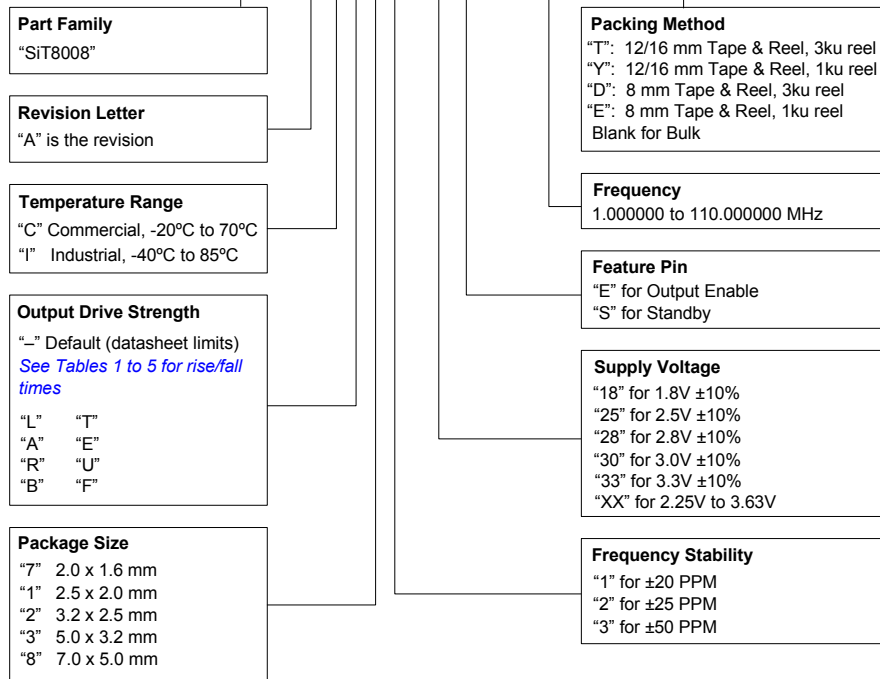 Part Family
“SiT8008”
Revision Letter
“A” is the revision
Temperature Range
“C” Commercial, -20ºC to 70ºC
“I” Industrial, -40ºC to 85ºC
Output Drive Strength
“–” Default (datasheet limits)
See Tables 1 to 5 for rise/fall
times
“L” “T”
“A” “E”
“R” “U”
“B” “F”
Package Size
“7” 2.0 x 1.6 mm
“1” 2.5 x 2.0 mm
“2” 3.2 x 2.5 mm
“3” 5.0 x 3.2 mm
“8” 7.0 x 5.0 mm
Packing Method
“T”: 12/16 mm Tape & Reel, 3ku reel
“Y”: 12/16 mm Tape & Reel, 1ku reel
“D”: 8 mm Tape & Reel, 3ku reel
“E”: 8 mm Tape & Reel, 1ku reel
Blank for Bulk
Frequency
1.000000 to 110.000000 MHz
Feature Pin
“E” for Output Enable
“S” for Standby
Supply Voltage
“18” for 1.8V ±10%
“25” for 2.5V ±10%
“28” for 2.8V ±10%
“30” for 3.0V ±10%
“33” for 3.3V ±10%
“XX” for 2.25V to 3.63V
Frequency Stability
“1” for ±20 PPM
“2” for ±25 PPM
“3” for ±50 PPM